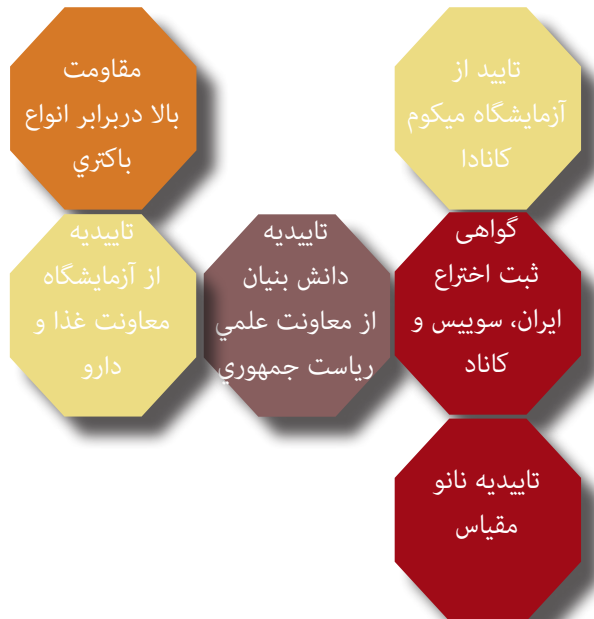 تایید از
آزمایشگاه میکوم
کانادا
مقاومت
بالا دربرابر انواع
باكتري
گواهی
ثبت اختراع
ایران، سوییس و
کاناد
تاییدیه
دانش بنیان
از معاونت علمي
ریاست جمهوري
تاییدیه
از آزمایشگاه
معاونت غذا و
دارو
تاییدیه نانو
مقیاس